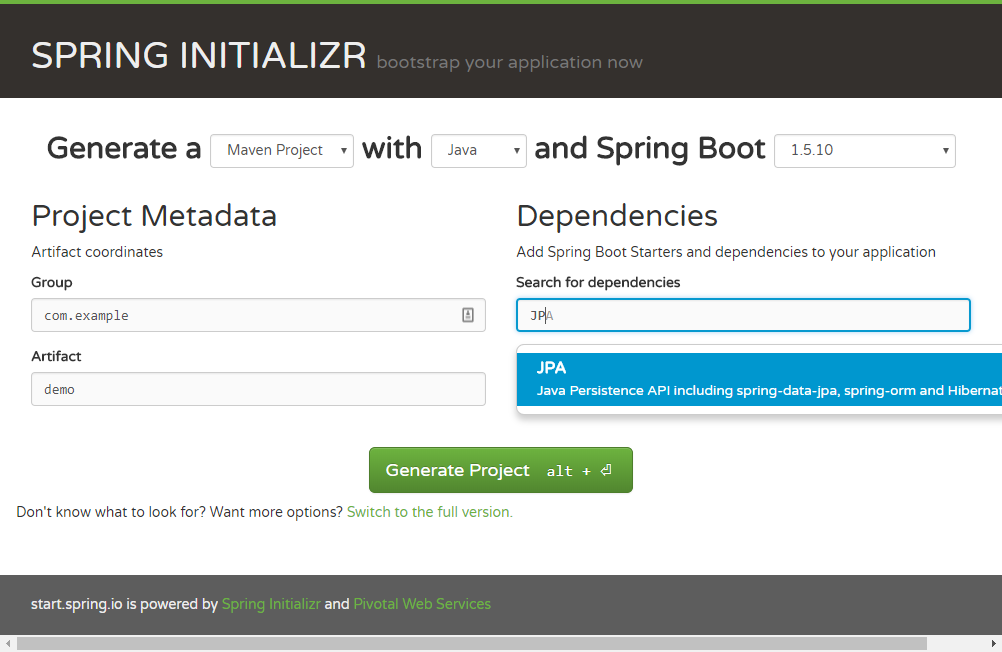 SPRING INITIALIZR bootstrap your application now
Generate a Maven Project with Java and Spring Boot 1.5.10
Project Metadata
Artifact coordinates
Group
com.example
Artifact
demo
Dependencies
Add Spring Boot Starters and dependencies to your application
Search for dependencies
JPA
JPA
Java Persistence API including spring-data-jpa, spring-orm and Hibernat
Generate Project alt + ⏎
Don't know what to look for? Want more options? Switch to the full version.
start.spring.io is powered by Spring Initializr and Pivotal Web Services